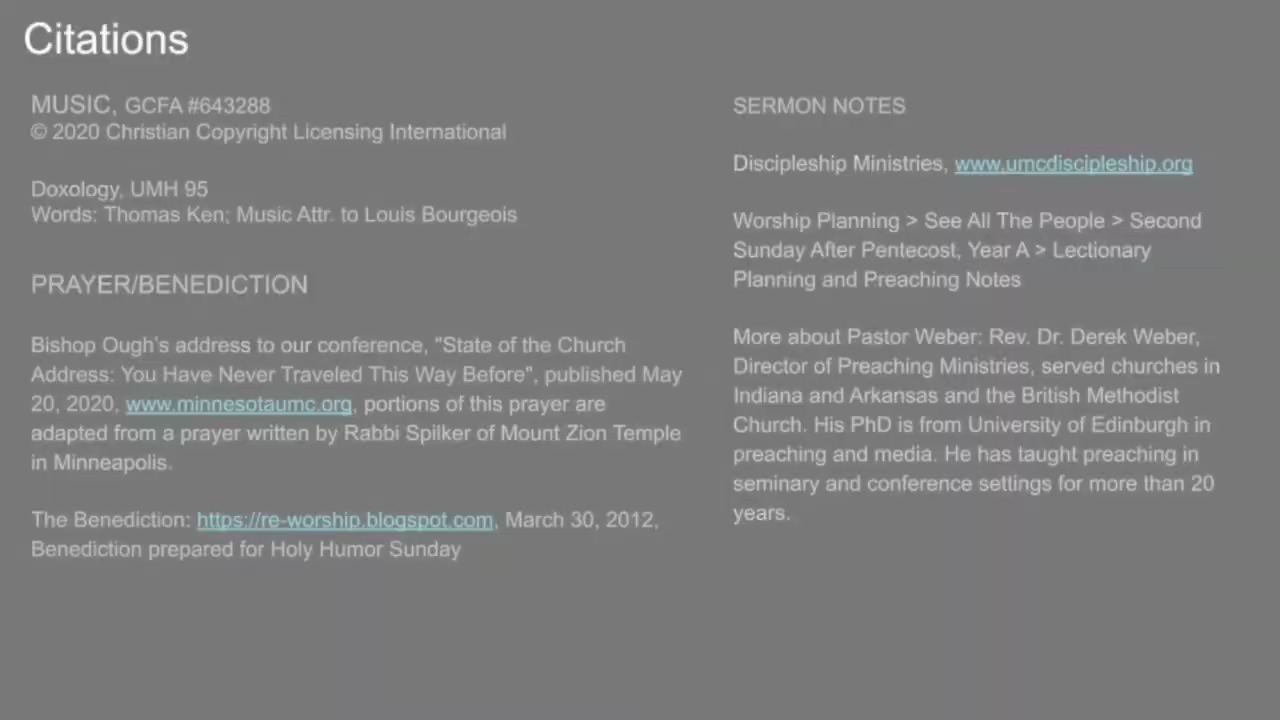 Citations
MUSIC, GCFA #643288
© 2020 Christian Copyright Licensing International
Doxology, UMH 95
Words: Thomas Ken; Music Attr. to Louis Bourgeois
PRAYER/BENEDICTION
Bishop Ough's address to our conference, "State of the Church
Address: You Have Never Traveled This Way Before", published May
20, 2020, www.minnesotaumc.org, portions of this prayer are
adapted from a prayer written by Rabbi Spilker of Mount Zion Temple
in Minneapolis.
The Benediction: https://re-worship.blogspot.com, March 30, 2012,
Benediction prepared for Holy Humor Sunday
SERMON NOTES
Discipleship Ministries, www.umcdiscipleship.org
Worship Planning > See All The People > Second
Sunday After Pentecost, Year A > Lectionary
Planning and Preaching Notes
More about Pastor Weber: Rev. Dr. Derek Weber,
Director of Preaching Ministries, served churches in
Indiana and Arkansas and the British Methodist
Church. His PhD is from University of Edinburgh in
preaching and media. He has taught preaching in
seminary and conference settings for more than 20
years.